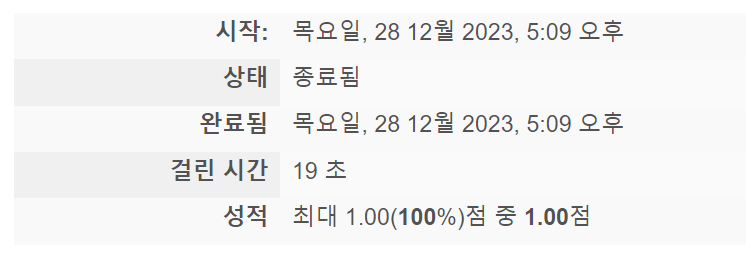 시작: 목요일, 28 12월 2023, 5:09 오후
상태 종료됨
완료됨 목요일, 28 12월 2023, 5:09 오후
걸린 시간 19 초
성적 최대 1.00(100%)점 중 1.00점